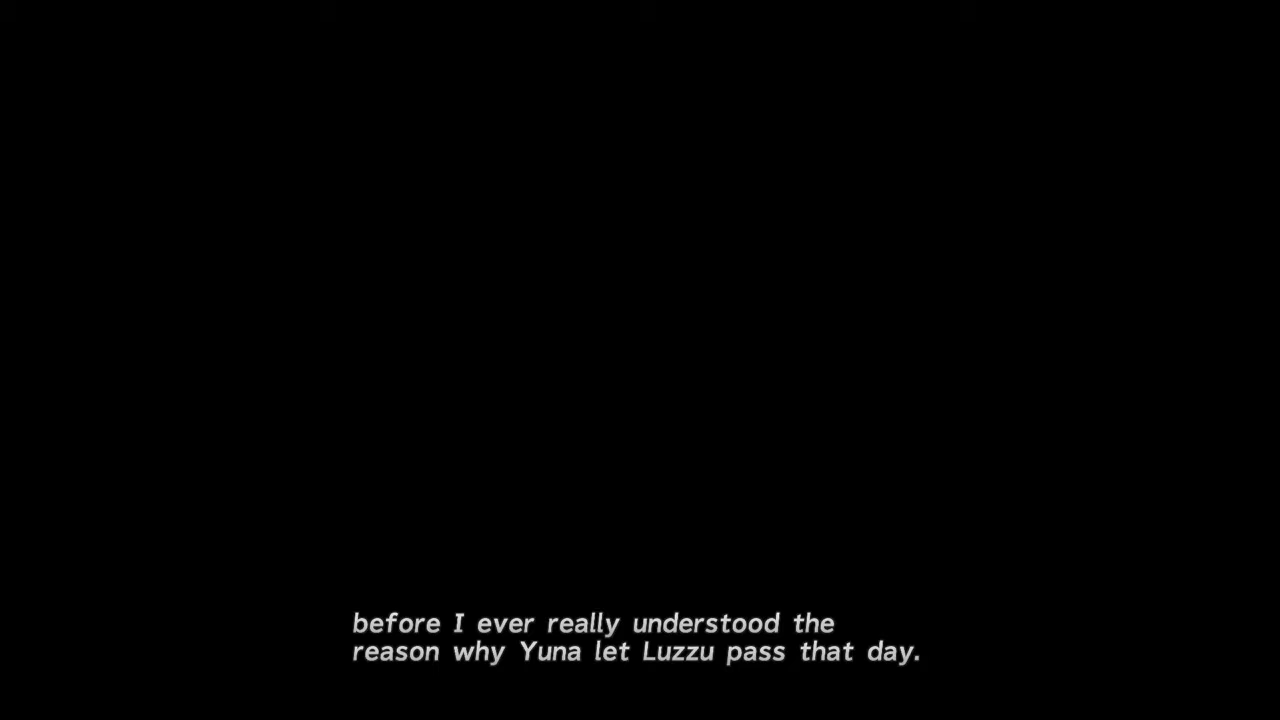 before I ever really understood the
reason why Yuna let Luzzu pass that day.